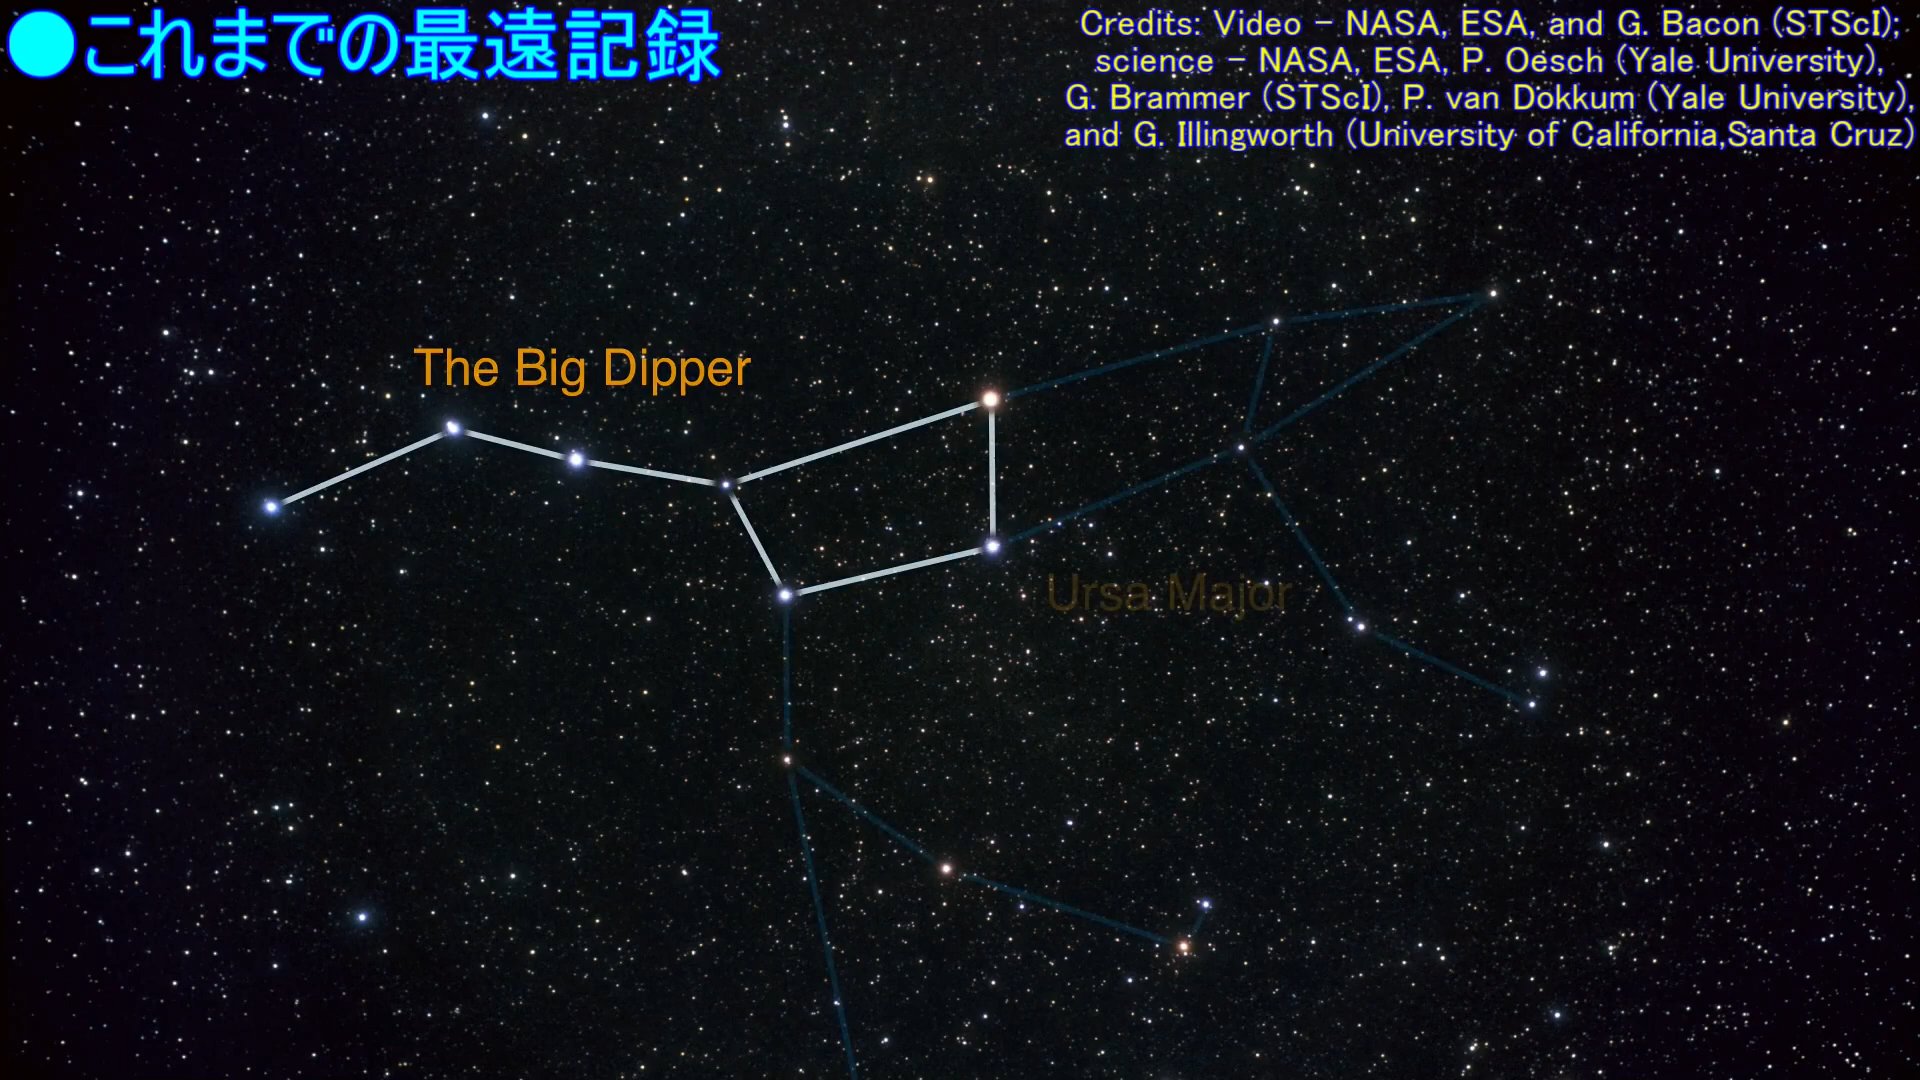 ●これまでの最遠記録
Credits: Video - NASA, ESA, and G. Bacon (STScI);
science - NASA, ESA, P. Oesch (Yale University),
G. Brammer (STScI), P. van Dokkum (Yale University),
and G. Illingworth (University of California,Santa Cruz)
The Big Dipper
Ursa Major